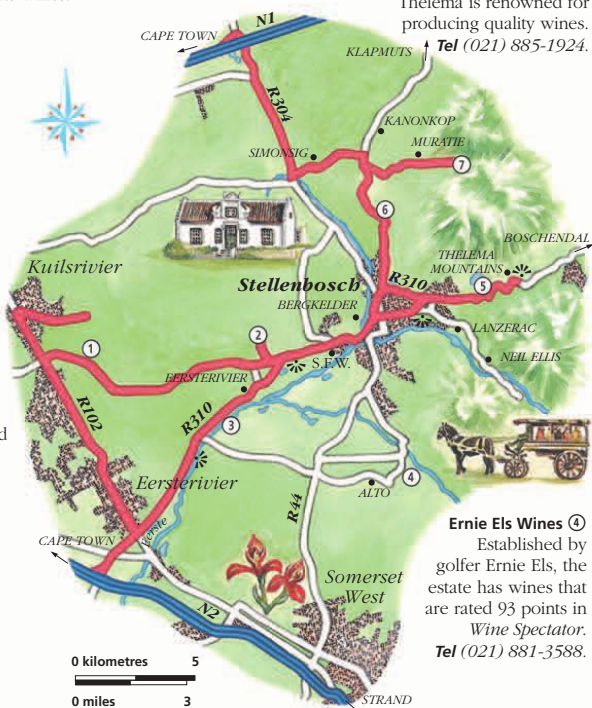 Thelema is renowned for
producing quality wines.
Tel (021) 885-1924.
N1
CAPE TOWN
KLAPMUTS
R304
KANONKOP
MURATIE
SIMONSIG
7
6
BOSCHENDAL
THELEMA
MOUNTAINS
Kuilsrivier
R310
5
Stellenbosch
BERGKELDER
LANZERAC
2
1
S.F.W.
NEIL ELLIS
EERSTERIVIER
R102
R310
3
Eersterivier
4
ALTO
R44
Eerste
CAPE TOWN
Ernie Els Wines 4
Established by
golfer Ernie Els, the
estate has wines that
are rated 93 points in
Wine Spectator.
Tel (021) 881-3588.
Somerset
West
N2
0 kilometres 5
0 miles 3
STRAND